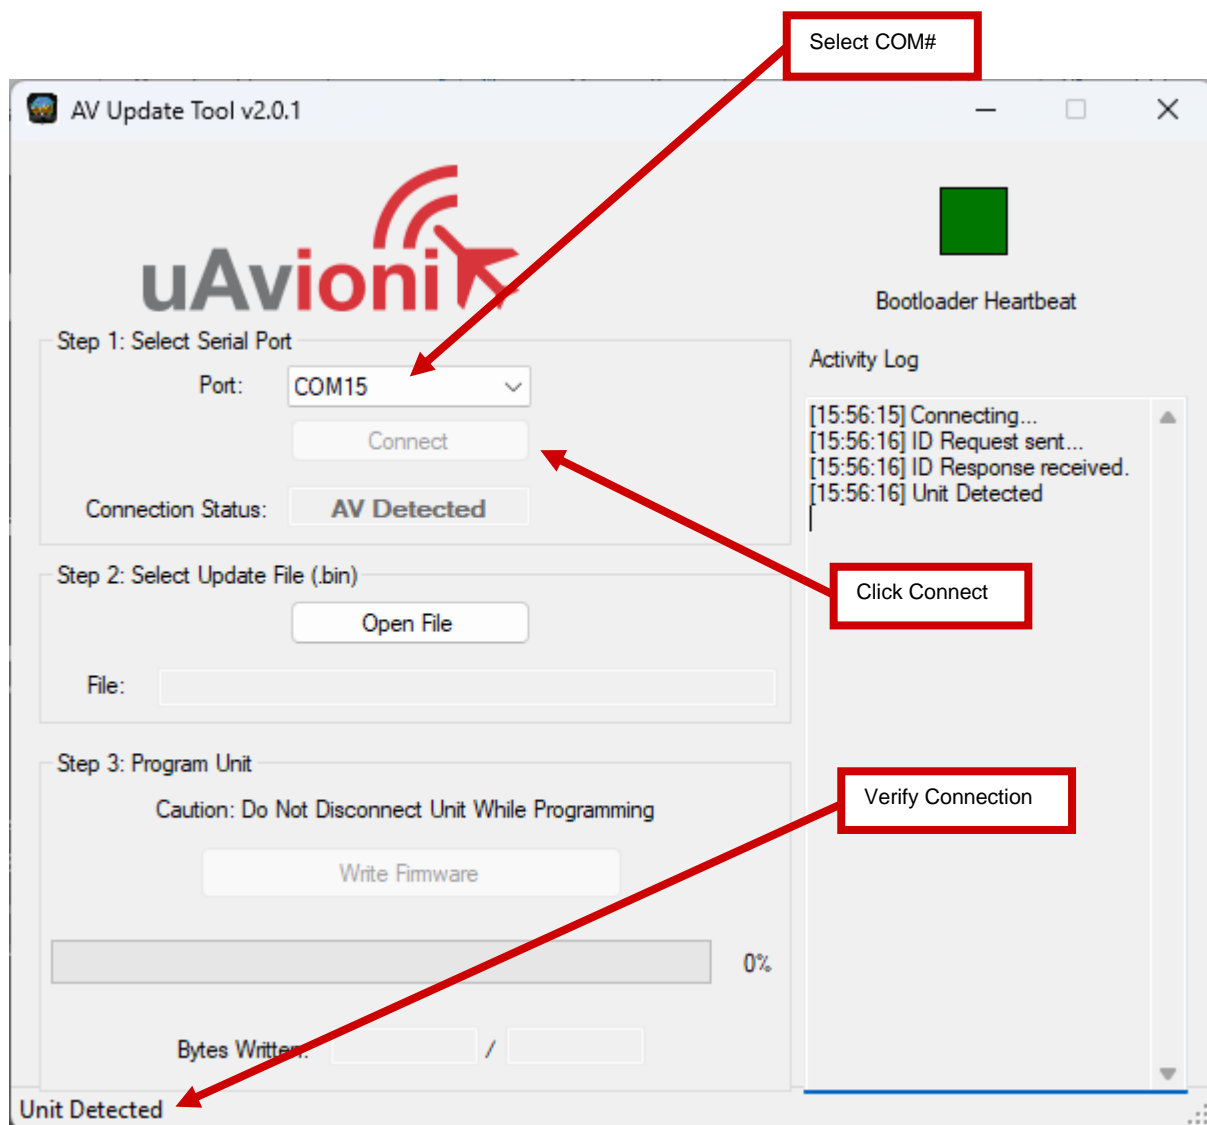 Select COM#
AV Update Tool v2.0.1
uAvioni
Bootloader Heartbeat
Step 1: Select Serial Port
Port: COM15
Connect
Connection Status: AV Detected
Activity Log
[15:56:15] Connecting...
[15:56:16] ID Request sent...
[15:56:16] ID Response received.
[15:56:16] Unit Detected
Click Connect
Step 2: Select Update File (.bin)
Open File
File:
Step 3: Program Unit
Caution: Do Not Disconnect Unit While Programming
Verify Connection
Write Firmware
0%
Bytes Written: /
Unit Detected